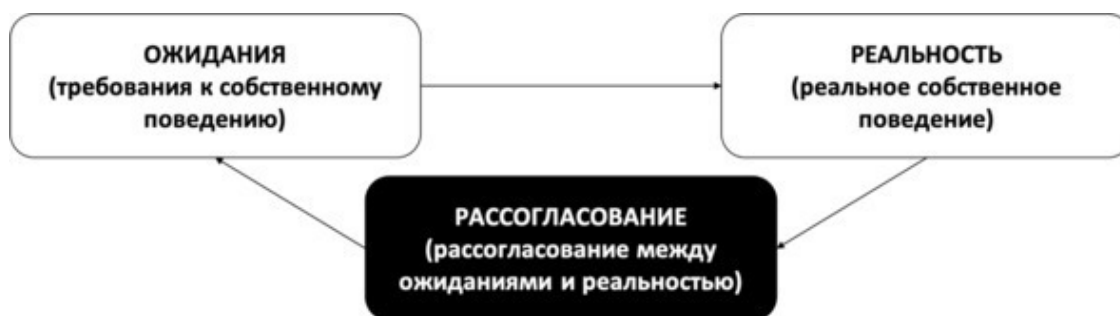 ОЖИДАНИЯ
(требования к собственному
поведению)
РЕАЛЬНОСТЬ
(реальное собственное
поведение)
РАССОГЛАСОВАНИЕ
(рассогласование между
ожиданиями и реальностью)